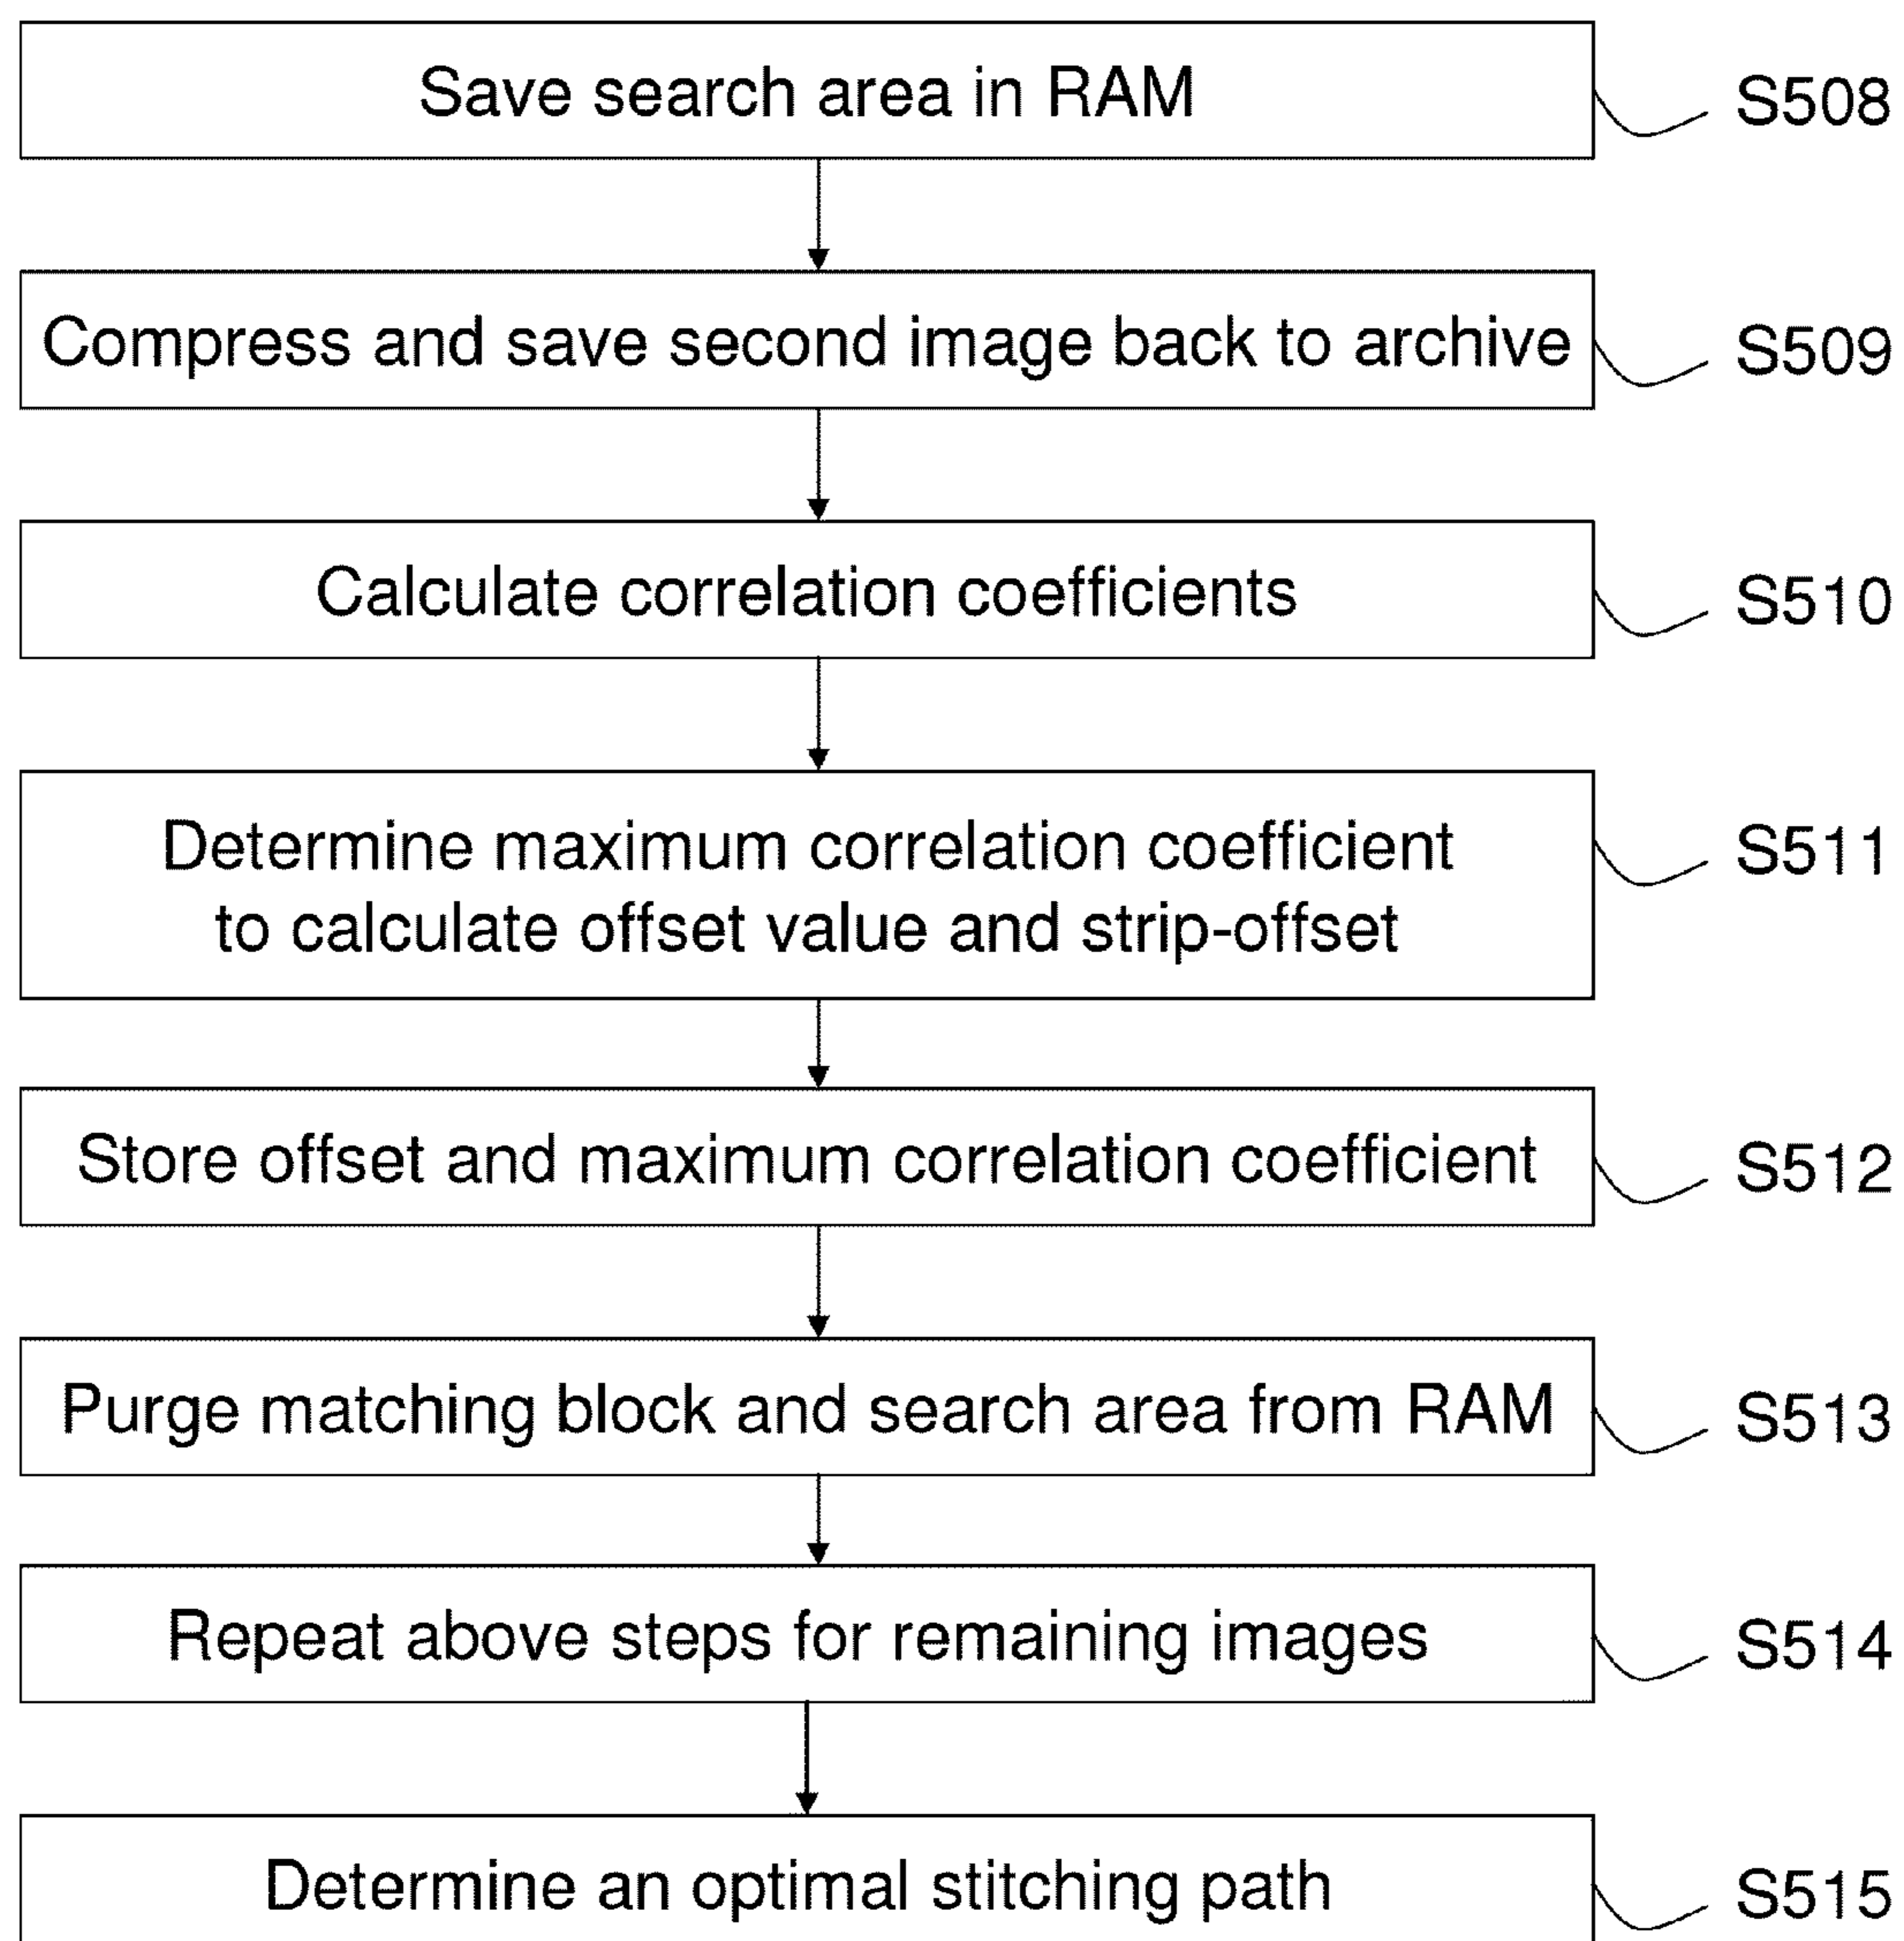 Save search area in RAM
S508
Compress and save second image back to archive
S509
Calculate correlation coefficients
S510
Determine maximum correlation coefficient
to calculate offset value and strip-offset
S511
Store offset and maximum correlation coefficient
S512
Purge matching block and search area from RAM
S513
Repeat above steps for remaining images
S514
Determine an optimal stitching path
S515